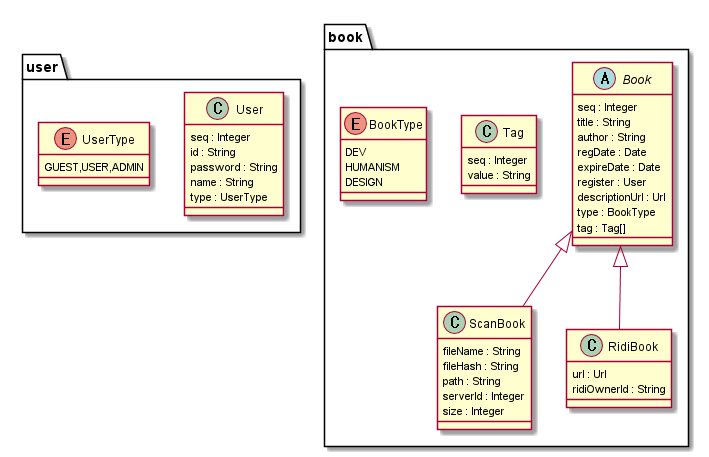 user
E UserType
GUEST,USER,ADMIN
C User
seq : Integer
id : String
password : String
name : String
type : UserType
book
E BookType
DEV
HUMANISM
DESIGN
C Tag
seq : Integer
value : String
A Book
seq : Integer
title : String
author : String
regDate : Date
expireDate : Date
register : User
descriptionUrl : Url
type : BookType
tag : Tag[]
C ScanBook
fileName : String
fileHash : String
path : String
serverId : Integer
size : Integer
C RidiBook
url : Url
ridiOwnerId : String